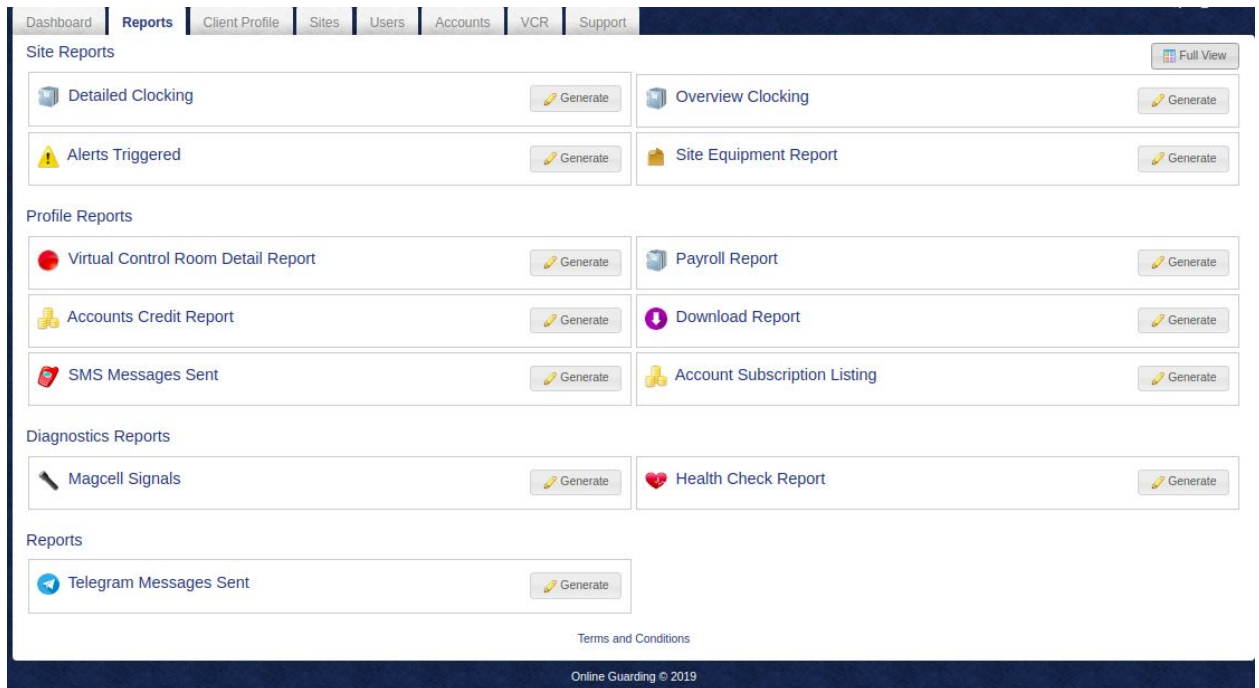 Dashboard Reports Client Profile Sites Users Accounts VCR Support
Site Reports Full View
Detailed Clocking Generate Overview Clocking Generate
Alerts Triggered Generate Site Equipment Report Generate
Profile Reports
Virtual Control Room Detail Report Generate Payroll Report Generate
Accounts Credit Report Generate Download Report Generate
SMS Messages Sent Generate Account Subscription Listing Generate
Diagnostics Reports
Magcell Signals Generate Health Check Report Generate
Reports
Telegram Messages Sent Generate
Terms and Conditions
Online Guarding © 2019